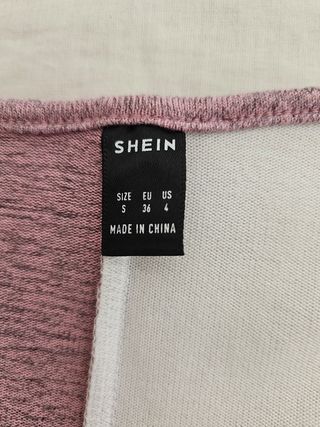 SHEIN
SIZE EU US
S 36 4
MADE IN CHINA